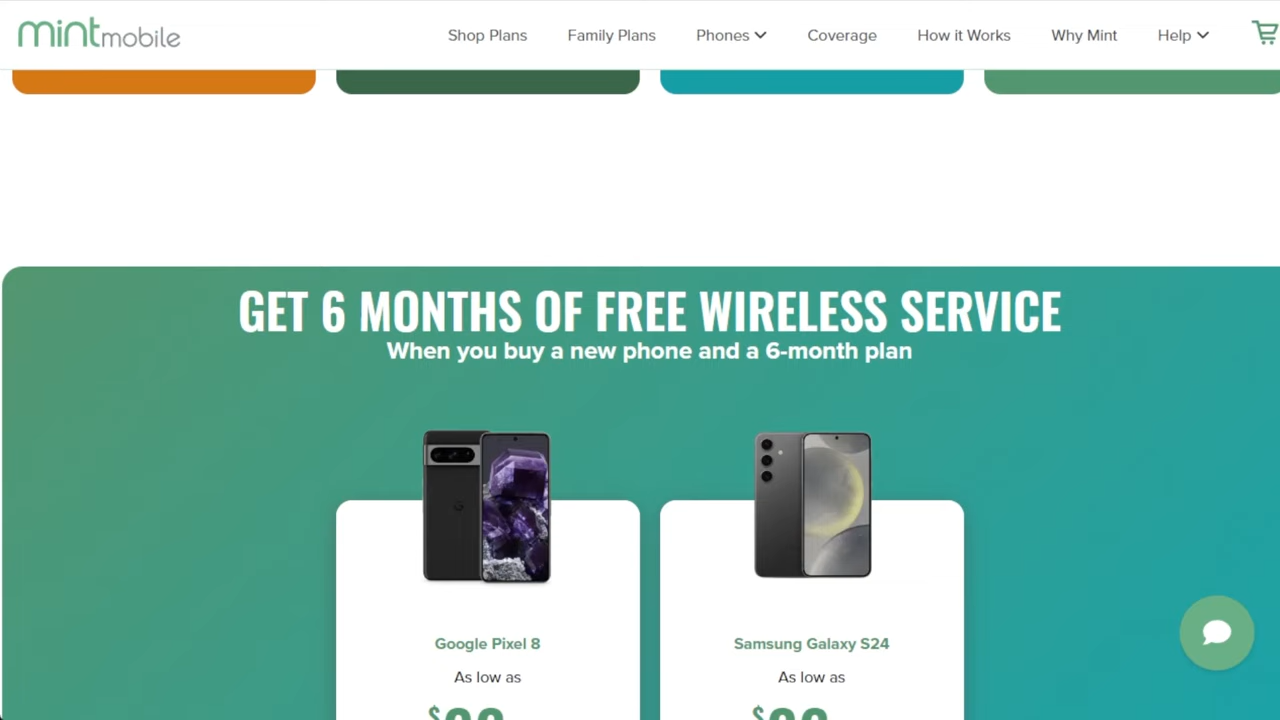 mintmobile
Shop Plans
Family Plans
Phones
Coverage
How it Works
Why Mint
Help
GET 6 MONTHS OF FREE WIRELESS SERVICE
When you buy a new phone and a 6-month plan
Google Pixel 8
As low as
$
Samsung Galaxy S24
As low as
$